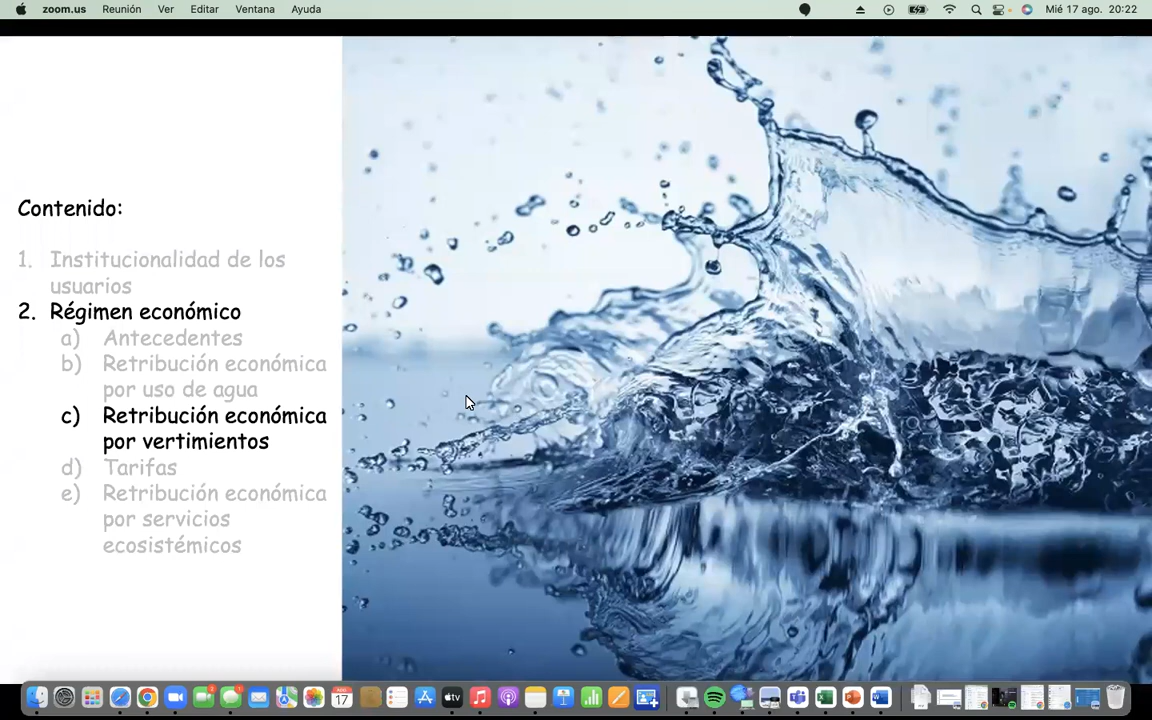 zoom.us Reunión Ver Editar Ventana Ayuda Mié 17 ago. 20:22
Contenido:
1. Institucionalidad de los
usuarios
2. Régimen económico
a) Antecedentes
b) Retribución económica
por uso de agua
c) Retribución económica
por vertimientos
d) Tarifas
e) Retribución económica
por servicios
ecosistémicos
17